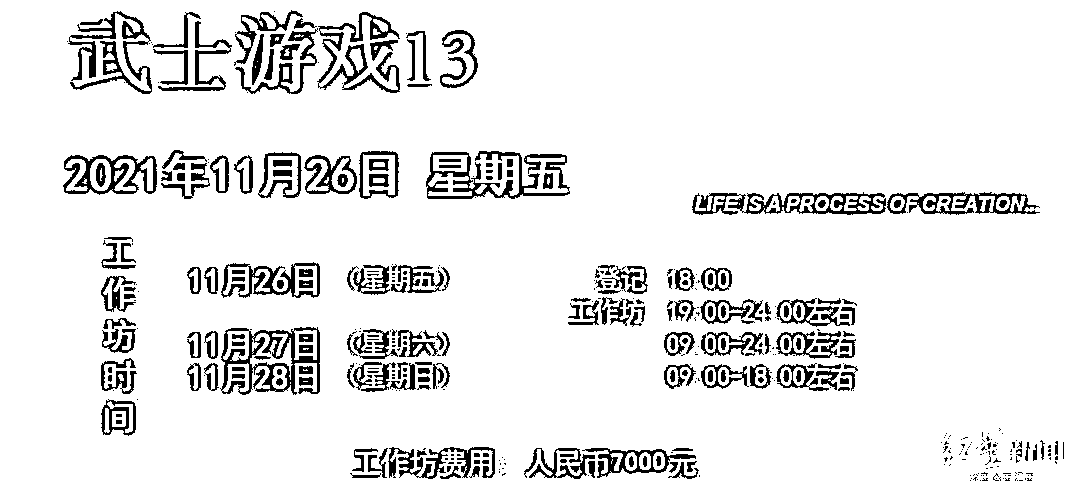 武士游戏13
2021年11月26日 星期五
LIFE IS A PROCESS OF CREATION...
工作坊时间
11月26日 (星期五) 登记 18:00
工作坊 19:00-24:00左右
11月27日 (星期六) 09:00-24:00左右
11月28日 (星期日) 09:00-18:00左右
工作坊费用: 人民币7000元